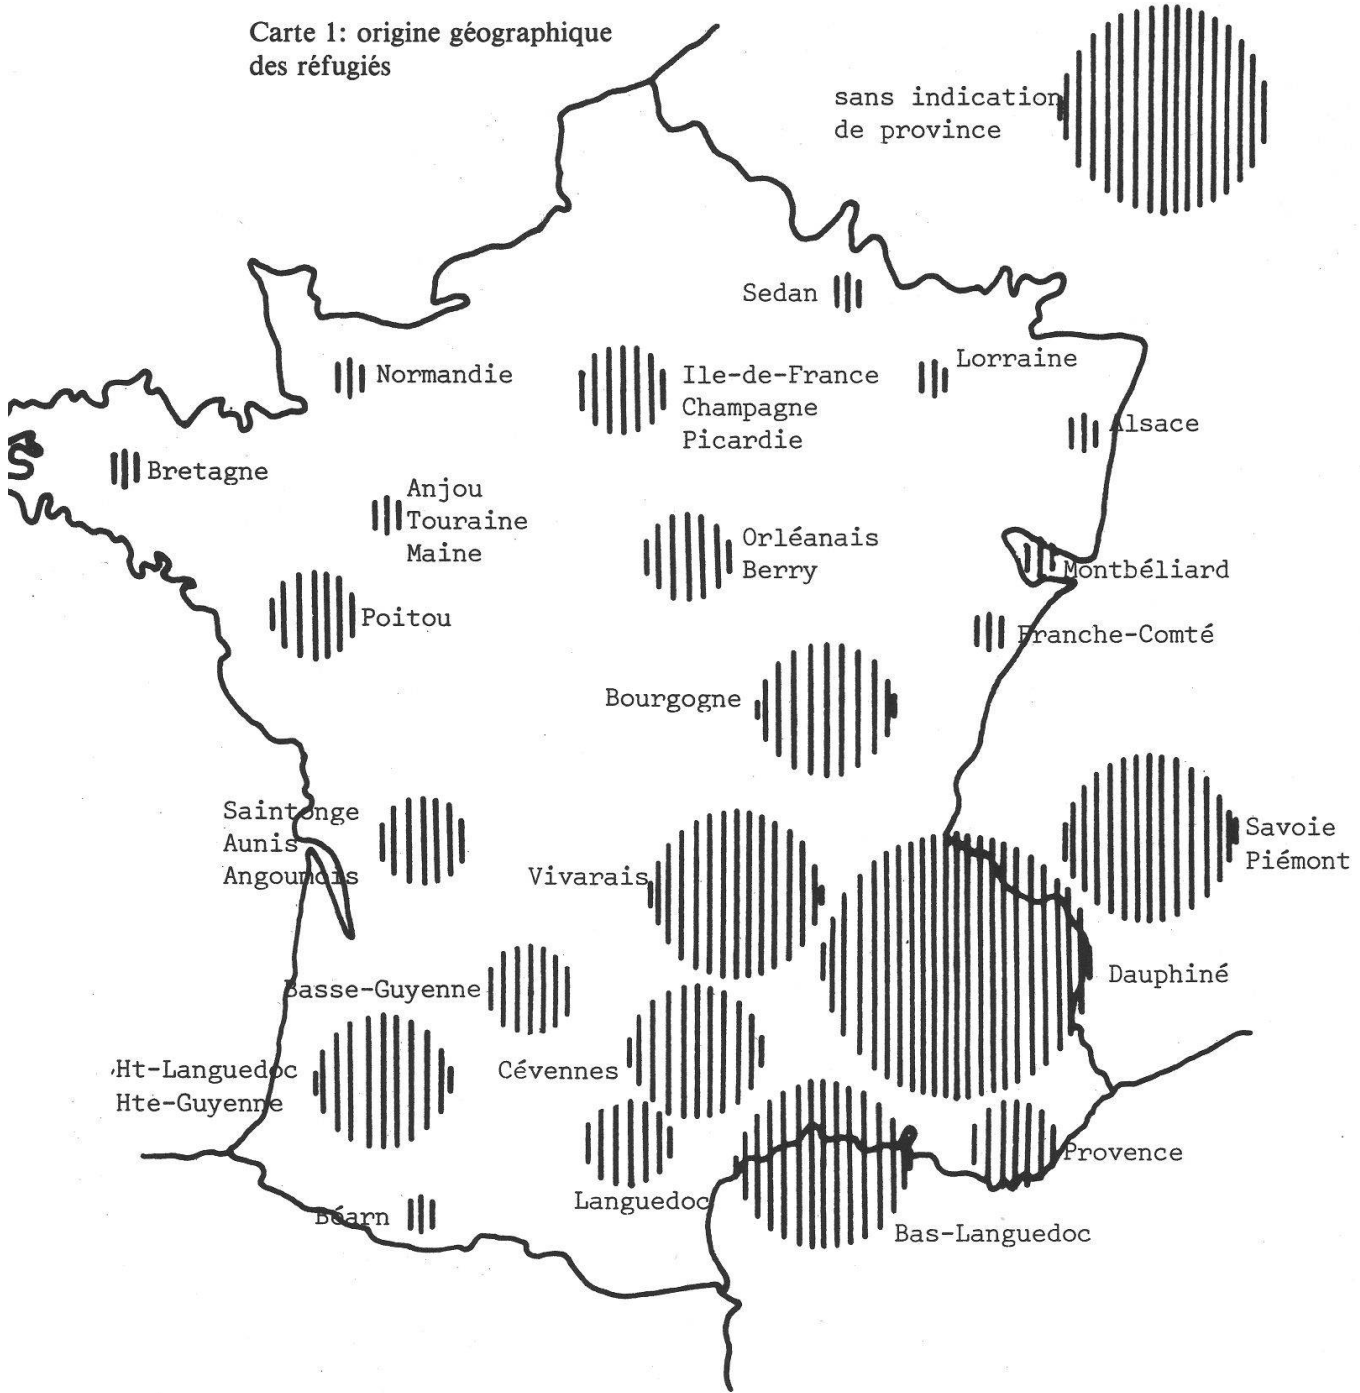 Carte 1: origine géographique
des réfugiés
sans indication
de province
Sedan
Lorraine
Normandie
Ile-de-France
Champagne
Picardie
Alsace
Bretagne
Anjou
Touraine
Maine
Orléanais
Berry
Montbéliard
Poitou
Franche-Comté
Bourgogne
Saintonge
Aunis
Angoumois
Savoie
Piémont
Vivarais
Dauphiné
Basse-Guyenne
Ht-Languedoc
Hte-Guyenne
Cévennes
Provence
Languedoc
Béarn
Bas-Languedoc